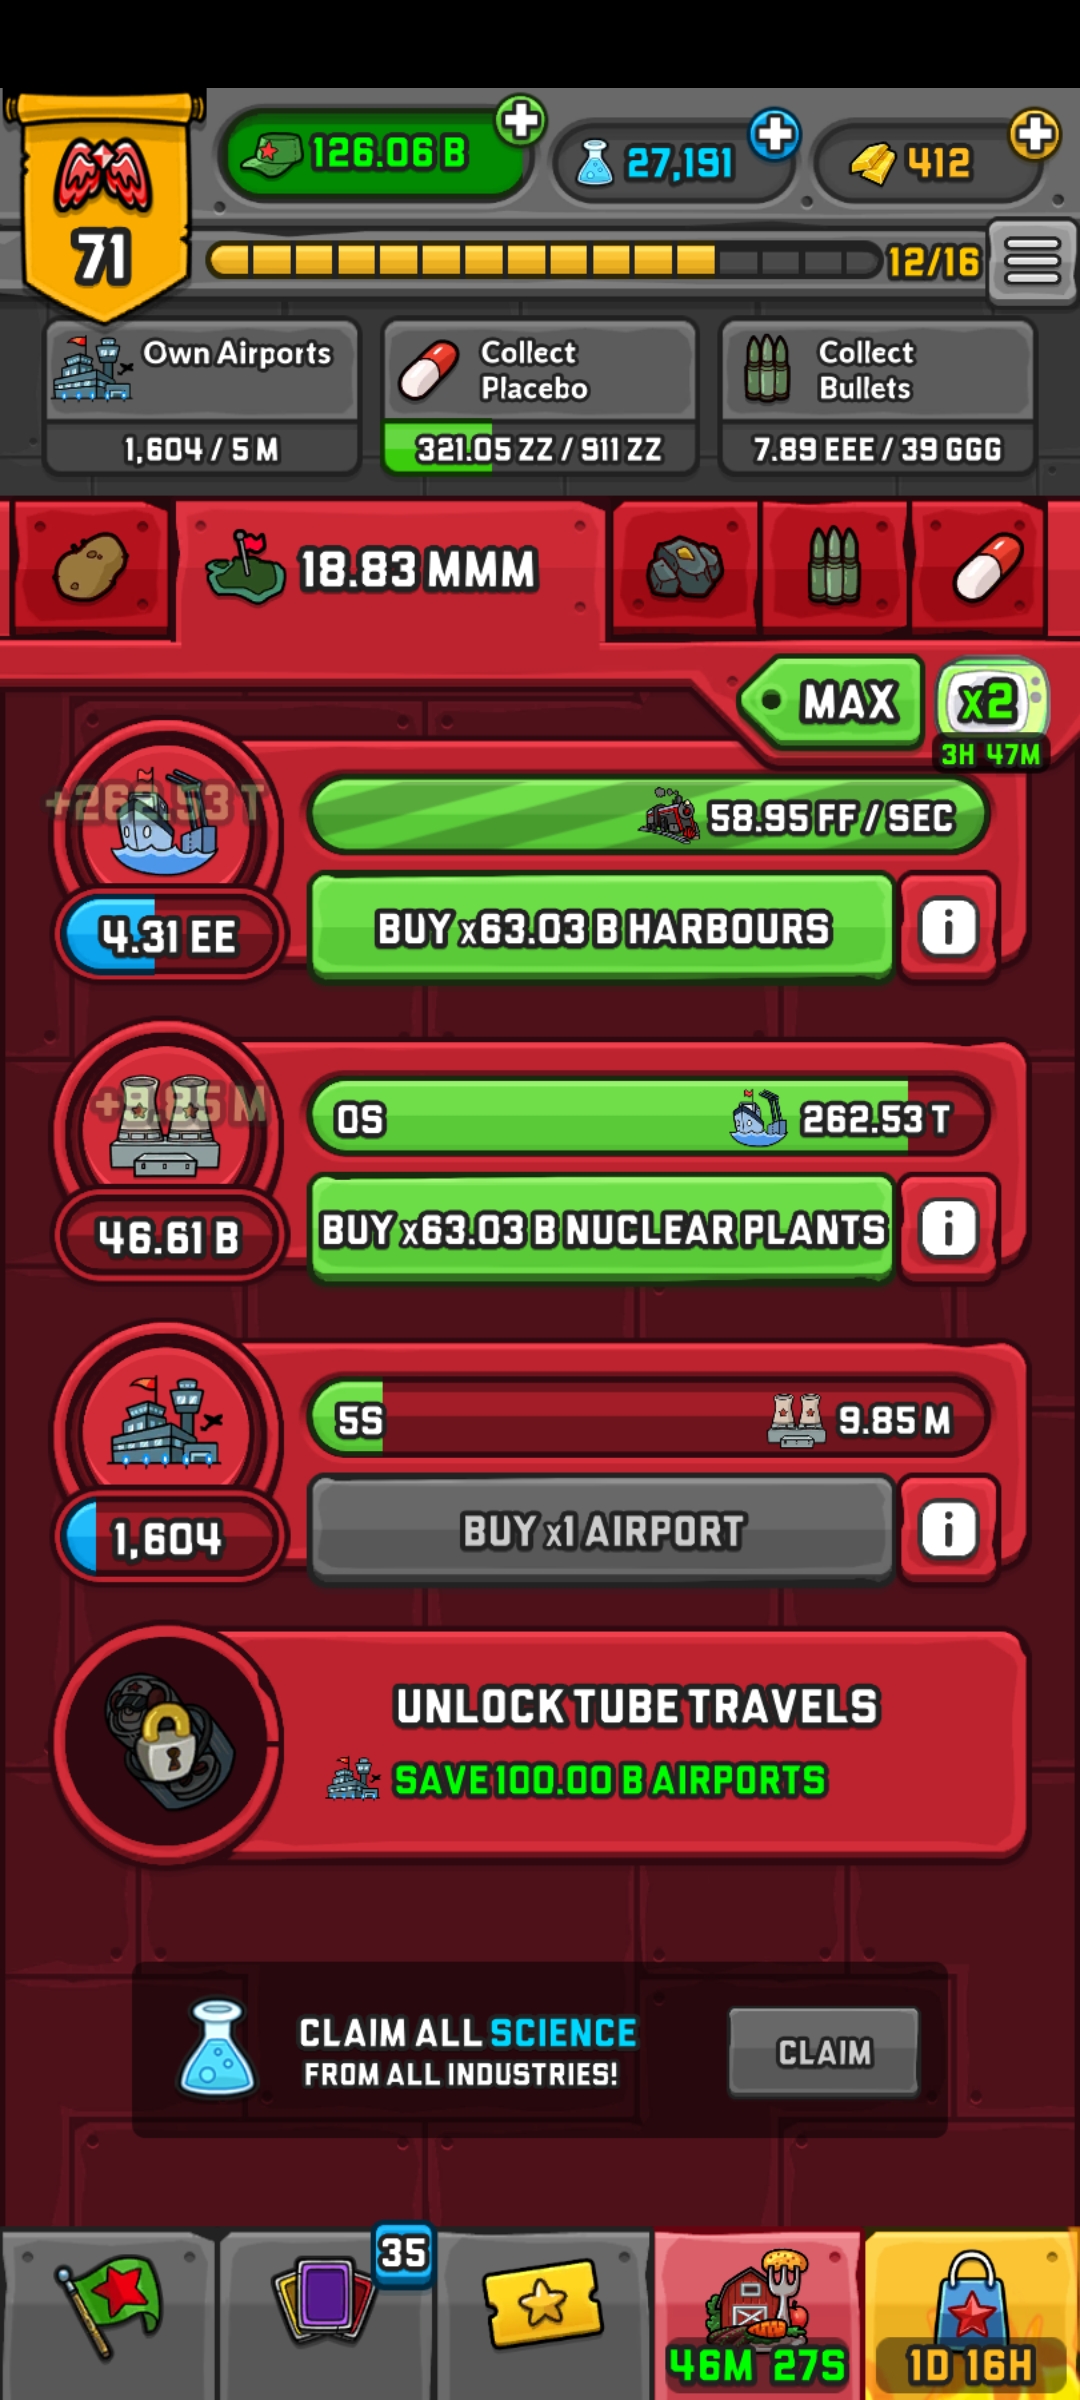 71
126.06 B
27,191
412
12/16
Own Airports
1,604 / 5 M
Collect
Placebo
321.05 ZZ / 911 ZZ
Collect
Bullets
7.89 EEE / 39 GGG
18.83 MMM
MAX
x2
3H 47M
+262.53 T
58.95 FF / SEC
4.31 EE
BUY x63.03 B HARBOURS
i
+9.85 M
0S
262.53 T
46.61 B
BUY x63.03 B NUCLEAR PLANTS
i
5S
9.85 M
1,604
BUY x1 AIRPORT
i
UNLOCK TUBE TRAVELS
SAVE 100.00 B AIRPORTS
CLAIM ALL SCIENCE
FROM ALL INDUSTRIES!
CLAIM
35
46M 27S
1D 16H